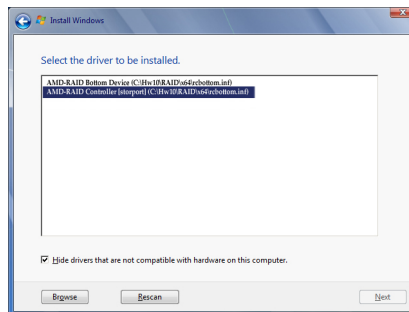 Install Windows
Select the driver to be installed.
AMD-RAID Bottom Device (C:\Hw10\RAID\x64\rcbottom.inf)
AMD-RAID Controller [storport] (C:\Hw10\RAID\x64\rcbottom.inf)
Hide drivers that are not compatible with hardware on this computer.
Browse Rescan Next